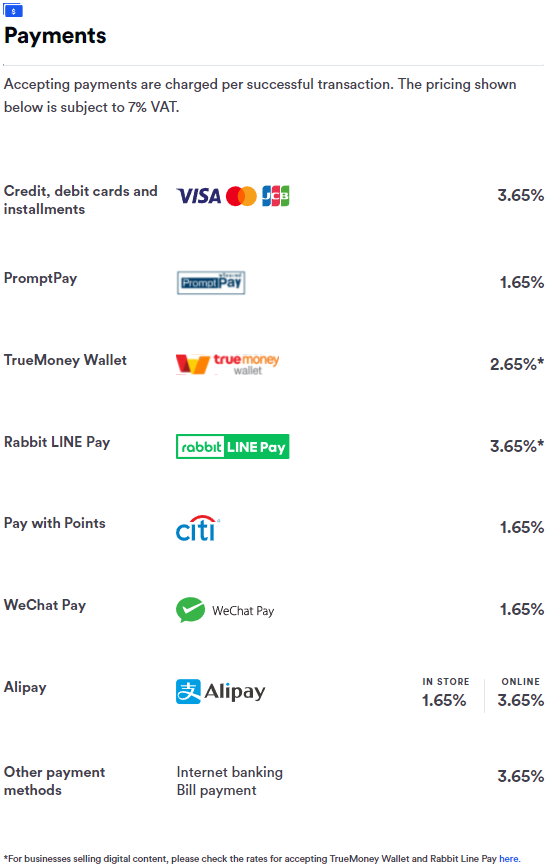 $
Payments
Accepting payments are charged per successful transaction. The pricing shown
below is subject to 7% VAT.
Credit, debit cards and
installments
VISA JCB
3.65%
PromptPay
PromptPay
1.65%
TrueMoney Wallet
truemoney
wallet
2.65%*
Rabbit LINE Pay
rabbit LINE Pay
3.65%*
Pay with Points
citi
1.65%
WeChat Pay
WeChat Pay
1.65%
Alipay
支 Alipay
IN STORE
1.65%
ONLINE
3.65%
Other payment
methods
Internet banking
Bill payment
3.65%
*For businesses selling digital content, please check the rates for accepting TrueMoney Wallet and Rabbit Line Pay here.